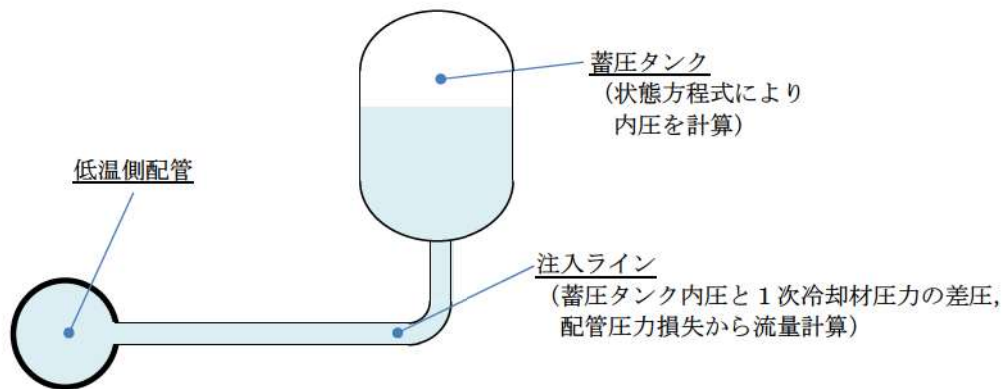 蓄圧タンク
（状態方程式により
内圧を計算）
低温側配管
注入ライン
（蓄圧タンク内圧と１次冷却材圧力の差圧，
配管圧力損失から流量計算）